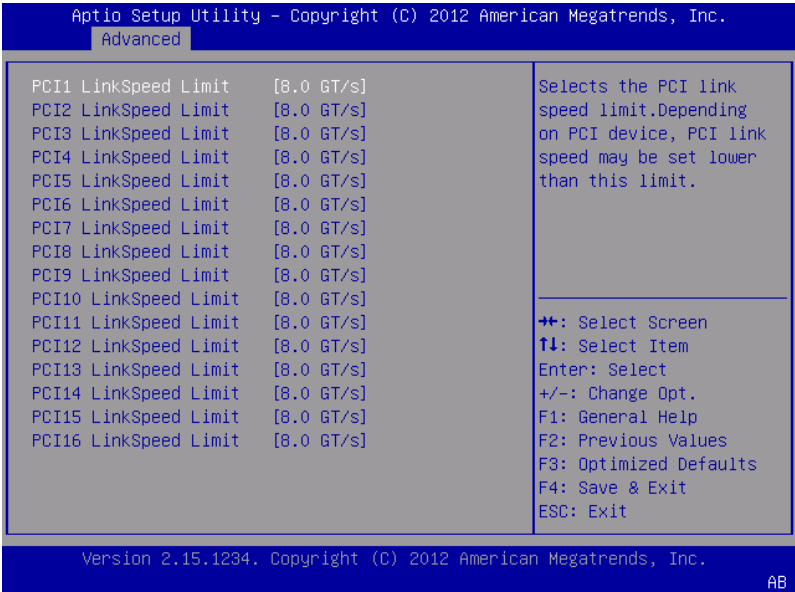 Aptio Setup Utility – Copyright (C) 2012 American Megatrends, Inc.
Advanced
PCI1 LinkSpeed Limit [8.0 GT/s]
PCI2 LinkSpeed Limit [8.0 GT/s]
PCI3 LinkSpeed Limit [8.0 GT/s]
PCI4 LinkSpeed Limit [8.0 GT/s]
PCI5 LinkSpeed Limit [8.0 GT/s]
PCI6 LinkSpeed Limit [8.0 GT/s]
PCI7 LinkSpeed Limit [8.0 GT/s]
PCI8 LinkSpeed Limit [8.0 GT/s]
PCI9 LinkSpeed Limit [8.0 GT/s]
PCI10 LinkSpeed Limit [8.0 GT/s]
PCI11 LinkSpeed Limit [8.0 GT/s]
PCI12 LinkSpeed Limit [8.0 GT/s]
PCI13 LinkSpeed Limit [8.0 GT/s]
PCI14 LinkSpeed Limit [8.0 GT/s]
PCI15 LinkSpeed Limit [8.0 GT/s]
PCI16 LinkSpeed Limit [8.0 GT/s]
Selects the PCI link
speed limit.Depending
on PCI device, PCI link
speed may be set lower
than this limit.
→←: Select Screen
↑↓: Select Item
Enter: Select
+/-: Change Opt.
F1: General Help
F2: Previous Values
F3: Optimized Defaults
F4: Save & Exit
ESC: Exit
Version 2.15.1234. Copyright (C) 2012 American Megatrends, Inc.
AB